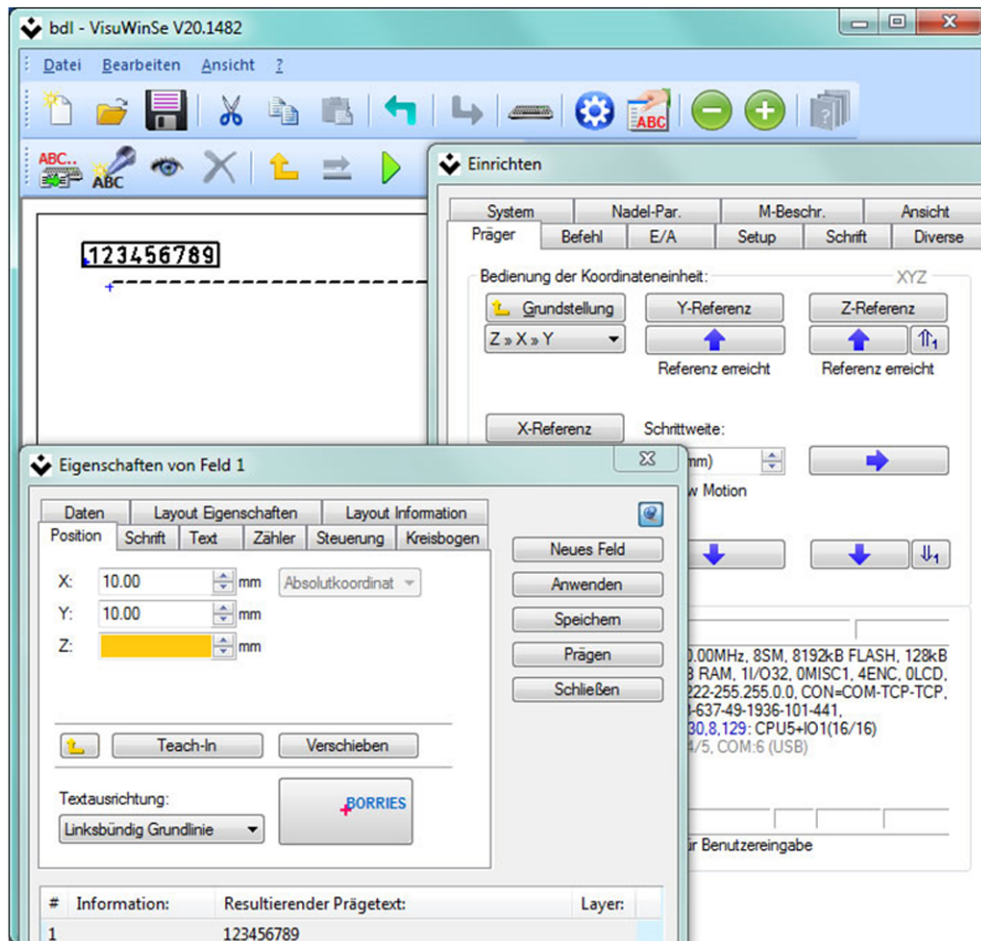 bdl - VisuWinSe V20.1482
Datei Bearbeiten Ansicht ?
ABC
ABC..
ABC
123456789
Einrichten
System Nadel-Par. M-Beschr. Ansicht
Präger Befehl E/A Setup Schrift Diverse
Bedienung der Koordinateneinheit: XYZ
Grundstellung Y-Referenz Z-Referenz
Z » X » Y
1
Referenz erreicht Referenz erreicht
X-Referenz Schrittweite:
mm)
w Motion
1
0.00MHz, 8SM, 8192kB FLASH, 128kB
B RAM, 1I/O32, 0MISC1, 4ENC, 0LCD,
222-255.255.0.0, CON=COM-TCP-TCP,
-637-49-1936-101-441,
30,8,129: CPU5+IO1(16/16)
4/5, COM:6 (USB)
ür Benutzereingabe
Eigenschaften von Feld 1
Daten Layout Eigenschaften Layout Information
Position Schrift Text Zähler Steuerung Kreisbogen
X: 10.00 mm Absolutkoordinat
Y: 10.00 mm
Z: mm
Neues Feld
Anwenden
Speichern
Prägen
Schließen
Teach-In Verschieben
Textausrichtung:
Linksbündig Grundlinie
BORRIES
# Information: Resultierender Prägetext: Layer:
1 123456789